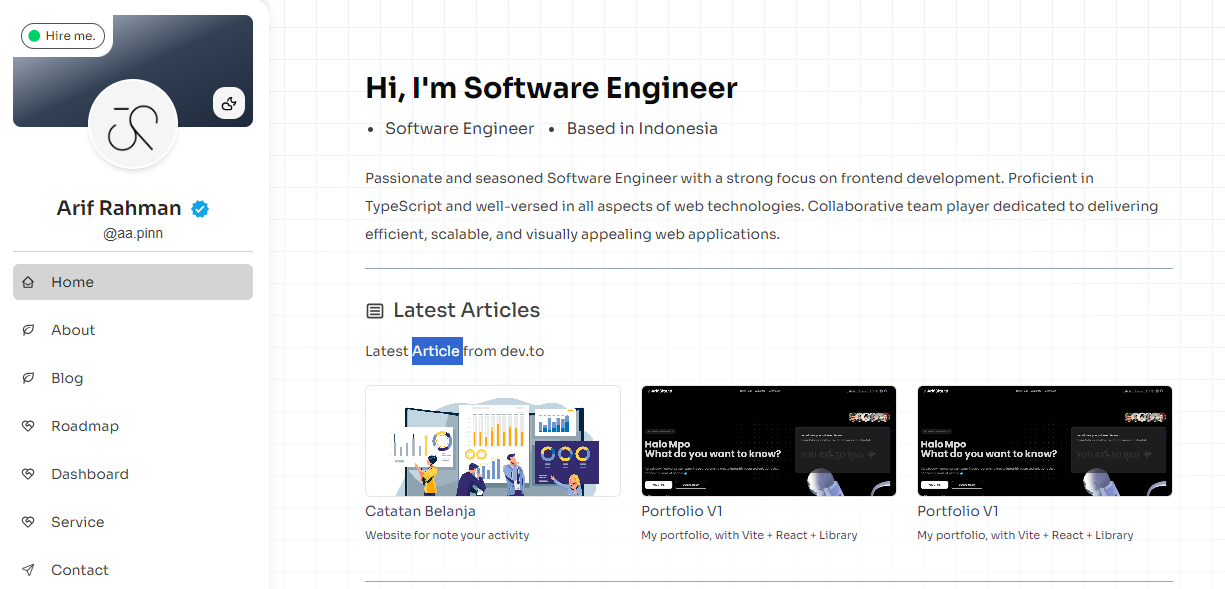 Hire me.
Arif Rahman
@aa.pinn
Home
About
Blog
Roadmap
Dashboard
Service
Contact
Hi, I'm Software Engineer
• Software Engineer • Based in Indonesia
Passionate and seasoned Software Engineer with a strong focus on frontend development. Proficient in
TypeScript and well-versed in all aspects of web technologies. Collaborative team player dedicated to delivering
efficient, scalable, and visually appealing web applications.
Latest Articles
Latest Article from dev.to
Catatan Belanja
Website for note your activity
Halo Mpo
What do you want to know?
Portfolio V1
My portfolio, with Vite + React + Library
Halo Mpo
What do you want to know?
Portfolio V1
My portfolio, with Vite + React + Library